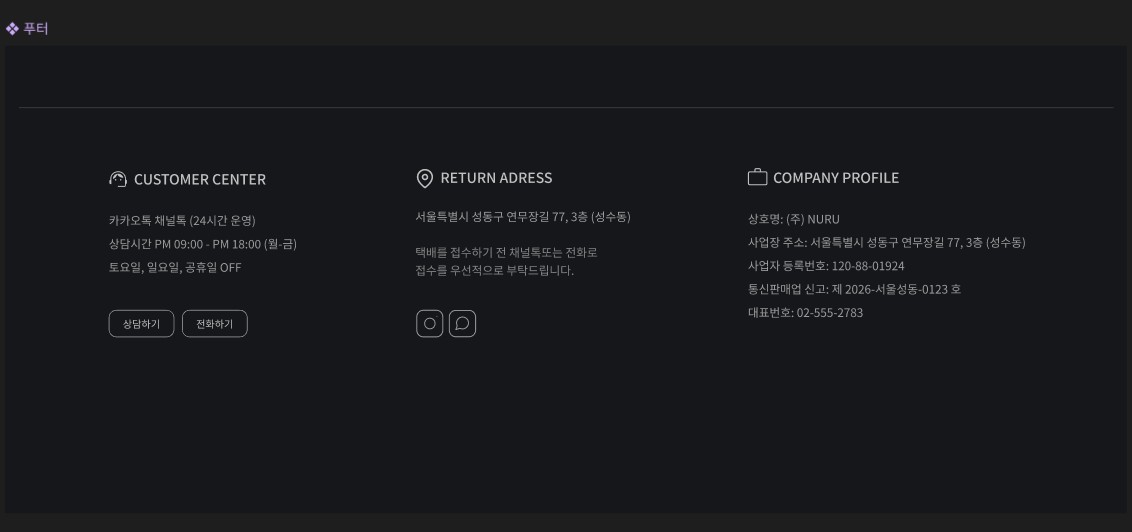 푸터
CUSTOMER CENTER
카카오톡 채널톡 (24시간 운영)
상담시간 PM 09:00 - PM 18:00 (월-금)
토요일, 일요일, 공휴일 OFF
상담하기
전화하기
RETURN ADRESS
서울특별시 성동구 연무장길 77, 3층 (성수동)
택배를 접수하기 전 채널톡또는 전화로
접수를 우선적으로 부탁드립니다.
COMPANY PROFILE
상호명: (주) NURU
사업장 주소: 서울특별시 성동구 연무장길 77, 3층 (성수동)
사업자 등록번호: 120-88-01924
통신판매업 신고: 제 2026-서울성동-0123 호
대표번호: 02-555-2783